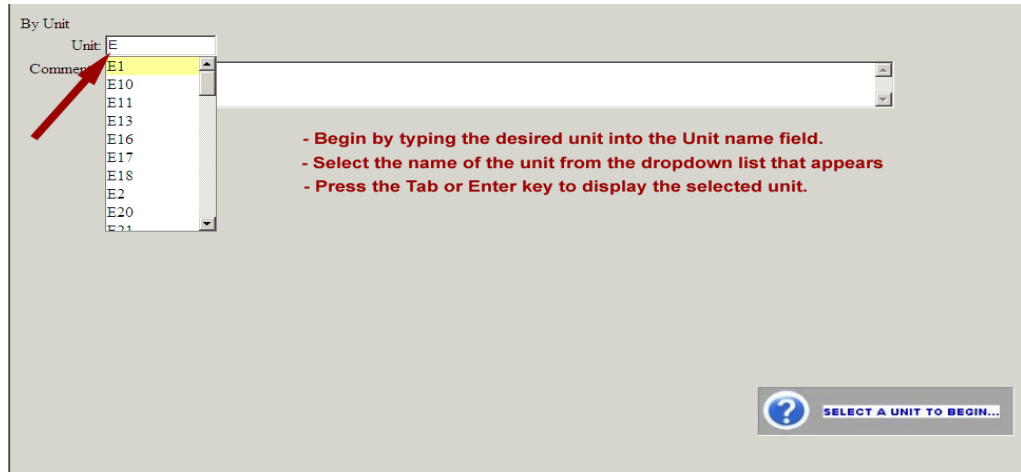 By Unit
Unit: E
Comment
E1
E10
E11
E13
E16
E17
E18
E2
E20
E21
- Begin by typing the desired unit into the Unit name field.
- Select the name of the unit from the dropdown list that appears
- Press the Tab or Enter key to display the selected unit.
SELECT A UNIT TO BEGIN...